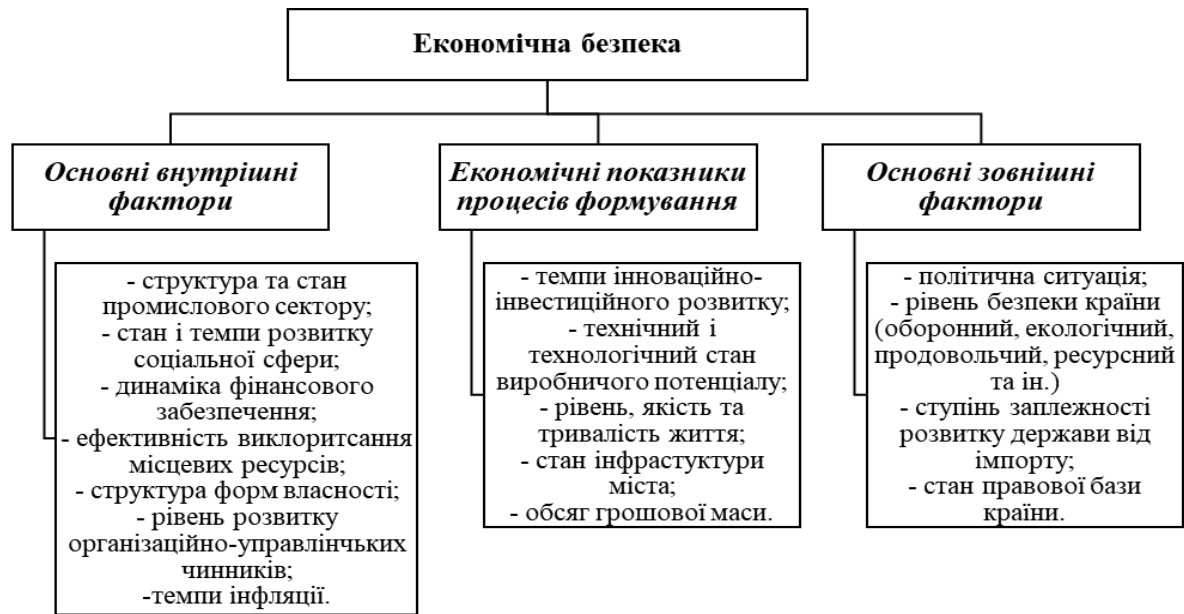 Економічна безпека
Основні внутрішні
фактори
- структура та стан
промислового сектору;
- стан і темпи розвитку
соціальної сфери;
- динаміка фінансового
забезпечення;
- ефективність виклоритсання
місцевих ресурсів;
- структура форм власності;
- рівень розвитку
організаційно-управлінчьких
чинників;
-темпи інфляції.
Економічні показники
процесів формування
- темпи інноваційно-
інвестиційного розвитку;
- технічний і
технологічний стан
виробничого потенціалу;
- рівень, якість та
тривалість життя;
- стан інфрастуктури
міста;
- обсяг грошової маси.
Основні зовнішні
фактори
- політична ситуація;
- рівень безпеки країни
(оборонний, екологічний,
продовольчий, ресурсний
та ін.)
- ступінь заплежності
розвитку держави від
імпорту;
- стан правової бази
країни.